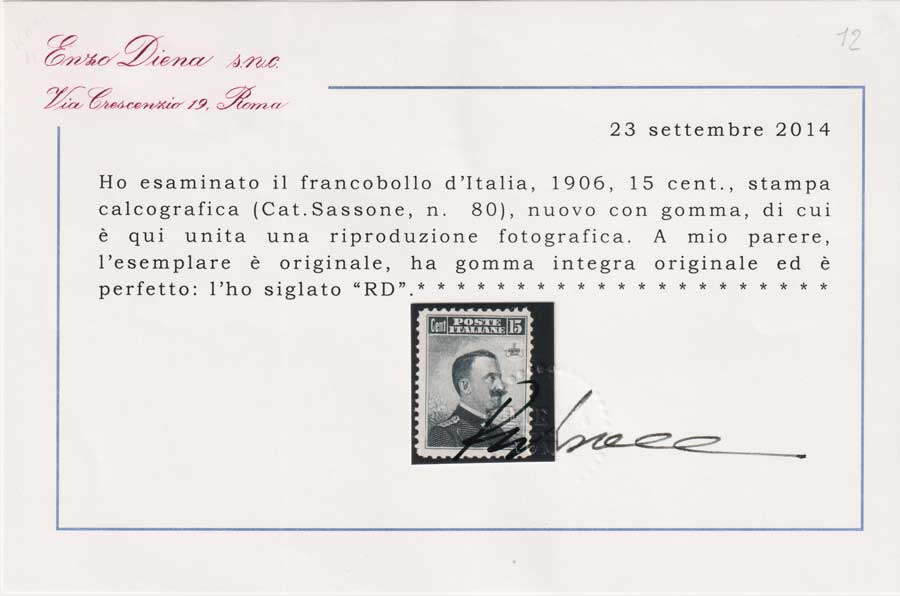 12
Enzo Diena s.n.c.
Via Crescenzio 19, Roma
23 settembre 2014
Ho esaminato il francobollo d'Italia, 1906, 15 cent., stampa
calcografica (Cat.Sassone, n. 80), nuovo con gomma, di cui
è qui unita una riproduzione fotografica. A mio parere,
l'esemplare è originale, ha gomma integra originale ed è
perfetto: l'ho siglato “RD”.* * * * * * * * * * * * * * * * * * * * *
Cent POSTE ITALIANE 15